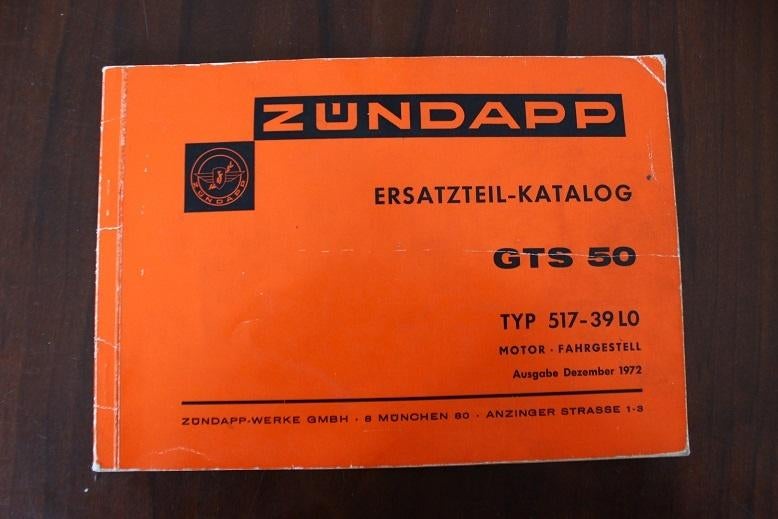 ZÜNDAPP
ZÜNDAPP
ERSATZTEIL-KATALOG
GTS 50
TYP 517-39 LO
MOTOR · FAHRGESTELL
Ausgabe Dezember 1972
ZÜNDAPP-WERKE GMBH · 8 MÜNCHEN 80 · ANZINGER STRASSE 1-3